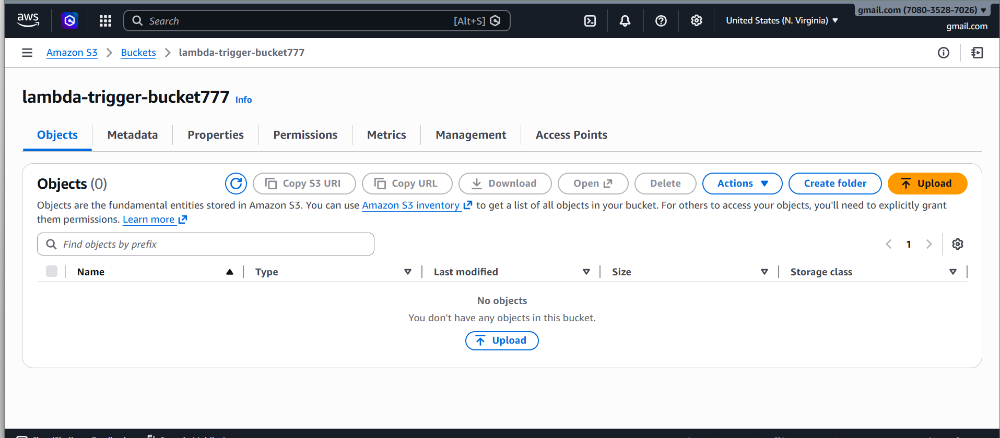 aws
Search
[Alt+S]
United States (N. Virginia)
gmail.com (7080-3528-7026)
gmail.com
Amazon S3
Buckets
lambda-trigger-bucket777
lambda-trigger-bucket777 Info
Objects Metadata Properties Permissions Metrics Management Access Points
Objects (0)
Copy S3 URI
Copy URL
Download
Open
Delete
Actions
Create folder
Upload
Objects are the fundamental entities stored in Amazon S3. You can use Amazon S3 inventory to get a list of all objects in your bucket. For others to access your objects, you'll need to explicitly grant
them permissions. Learn more
Find objects by prefix
1
Name Type Last modified Size Storage class
No objects
You don't have any objects in this bucket.
Upload